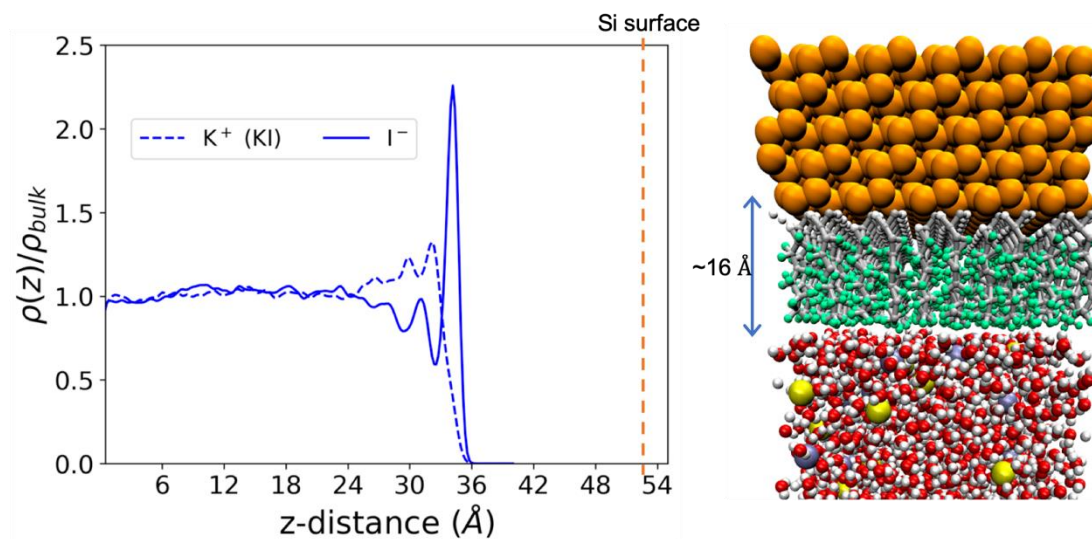 Si surface
2.5
2.0
1.5
1.0
0.5
0.0
ρ(z)/ρbulk
K⁺ (KI) I⁻
6 12 18 24 30 36 42 48 54
z-distance (Å)
~16 Å